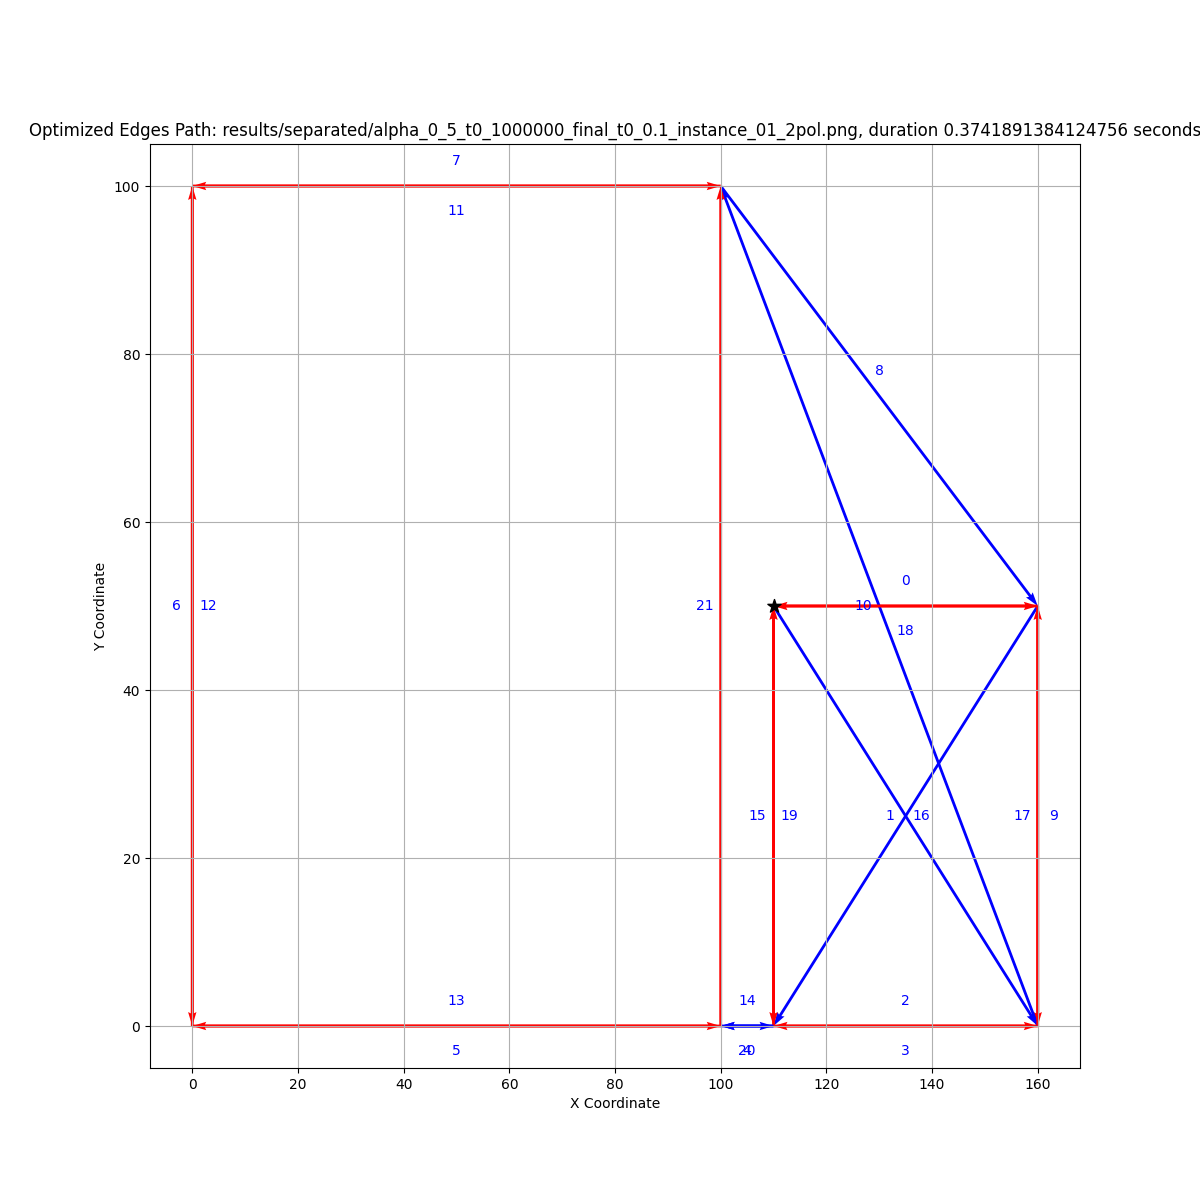 Optimized Edges Path: results/separated/alpha_0_5_t0_1000000_final_t0_0.1_instance_01_2pol.png, duration 0.3741891384124756 seconds
7
100
11
80
8
60
0
6 12 21 10
18
Y Coordinate
40
15 19 1 16 17 9
20
13 14 2
0
5 4 20 3
0 20 40 60 80 100 120 140 160
X Coordinate